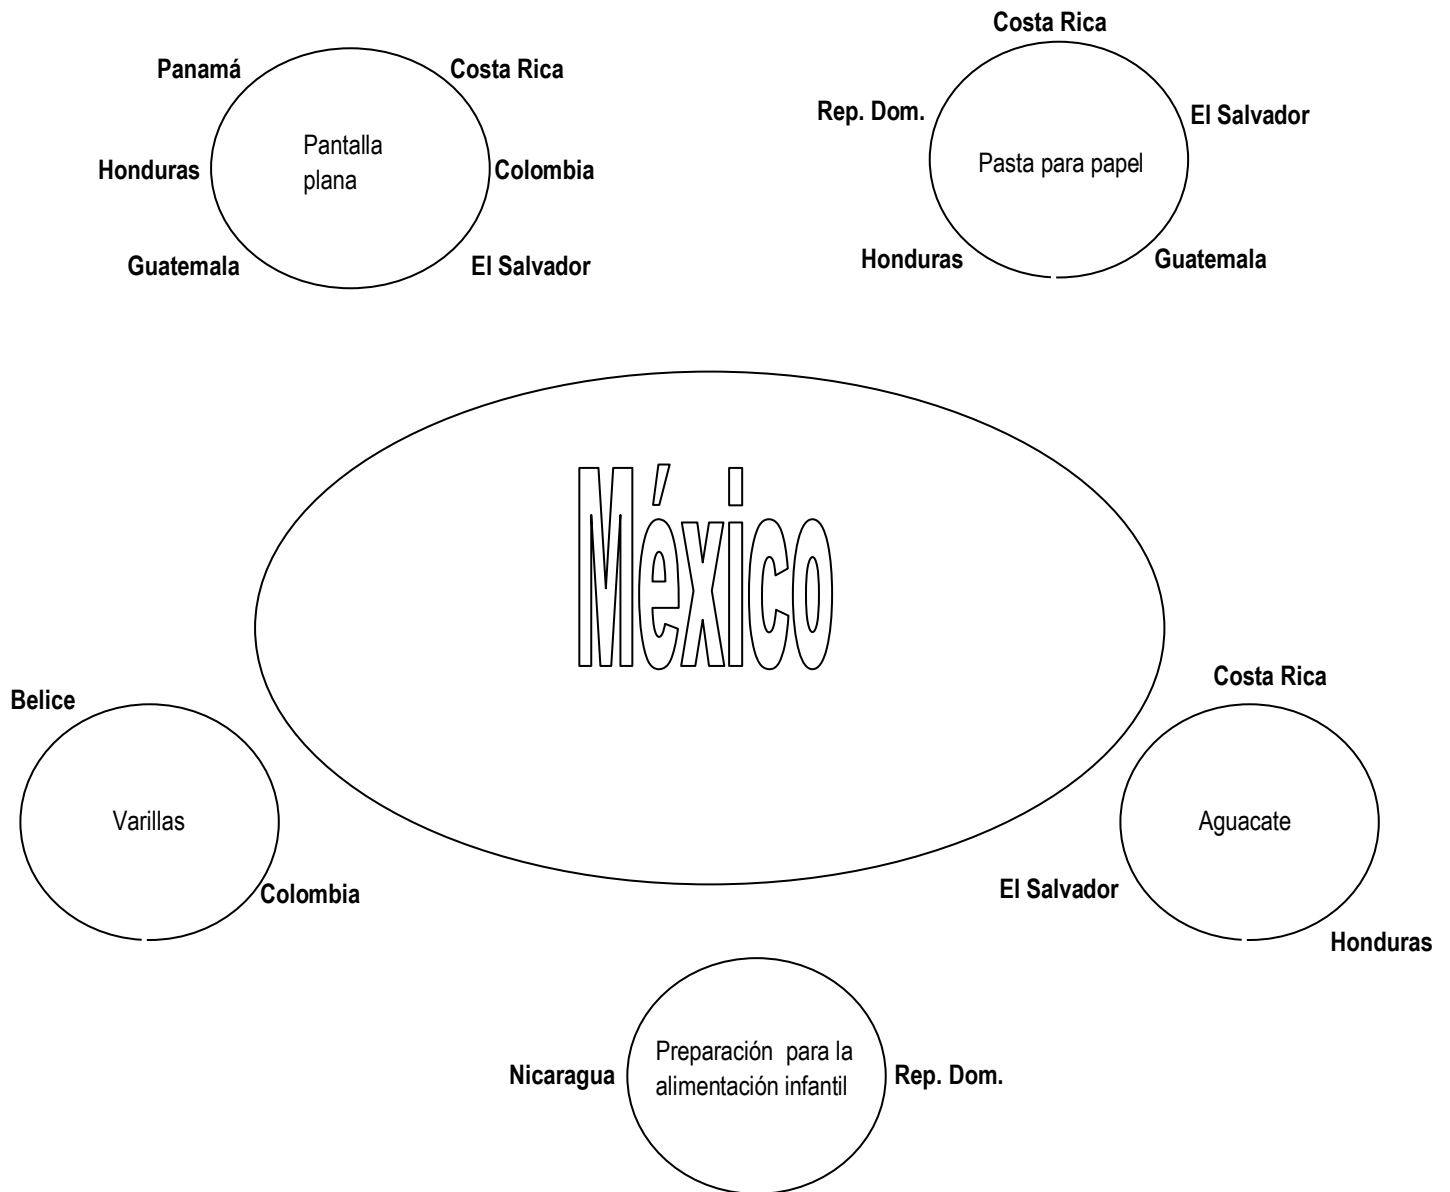 Costa Rica
Panamá
Costa Rica
Rep. Dom.
El Salvador
Pantalla
plana
Pasta para papel
Honduras
Colombia
Guatemala
El Salvador
Honduras
Guatemala
México
Costa Rica
Belice
Varillas
Aguacate
El Salvador
Colombia
Honduras
Preparación para la
alimentación infantil
Nicaragua
Rep. Dom.